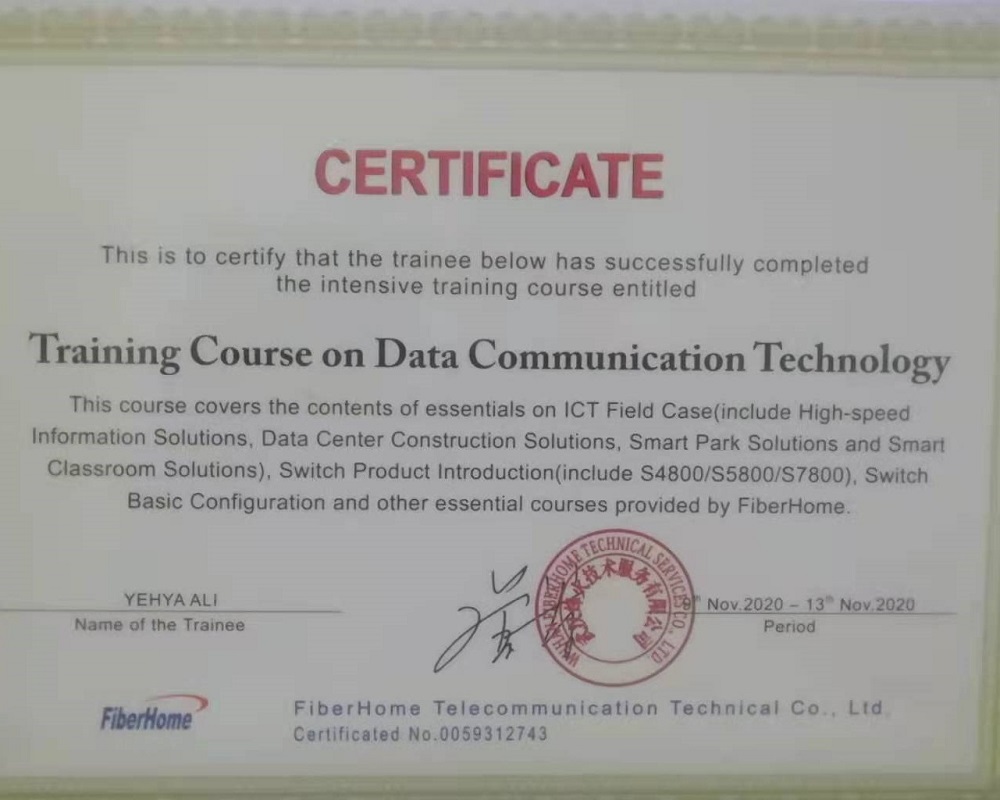 CERTIFICATE
This is to certify that the trainee below has successfully completed
the intensive training course entitled
Training Course on Data Communication Technology
This course covers the contents of essentials on ICT Field Case(include High-speed
Information Solutions, Data Center Construction Solutions, Smart Park Solutions and Smart
Classroom Solutions), Switch Product Introduction(include S4800/S5800/S7800), Switch
Basic Configuration and other essential courses provided by FiberHome.
YEHYA ALI
Name of the Trainee
WUHAN FIBERHOME TECHNICAL SERVICES CO., LTD
技术服务有限公司
9th Nov.2020 – 13th Nov.2020
Period
FiberHome
FiberHome Telecommunication Technical Co., Ltd.
Certificated No.0059312743